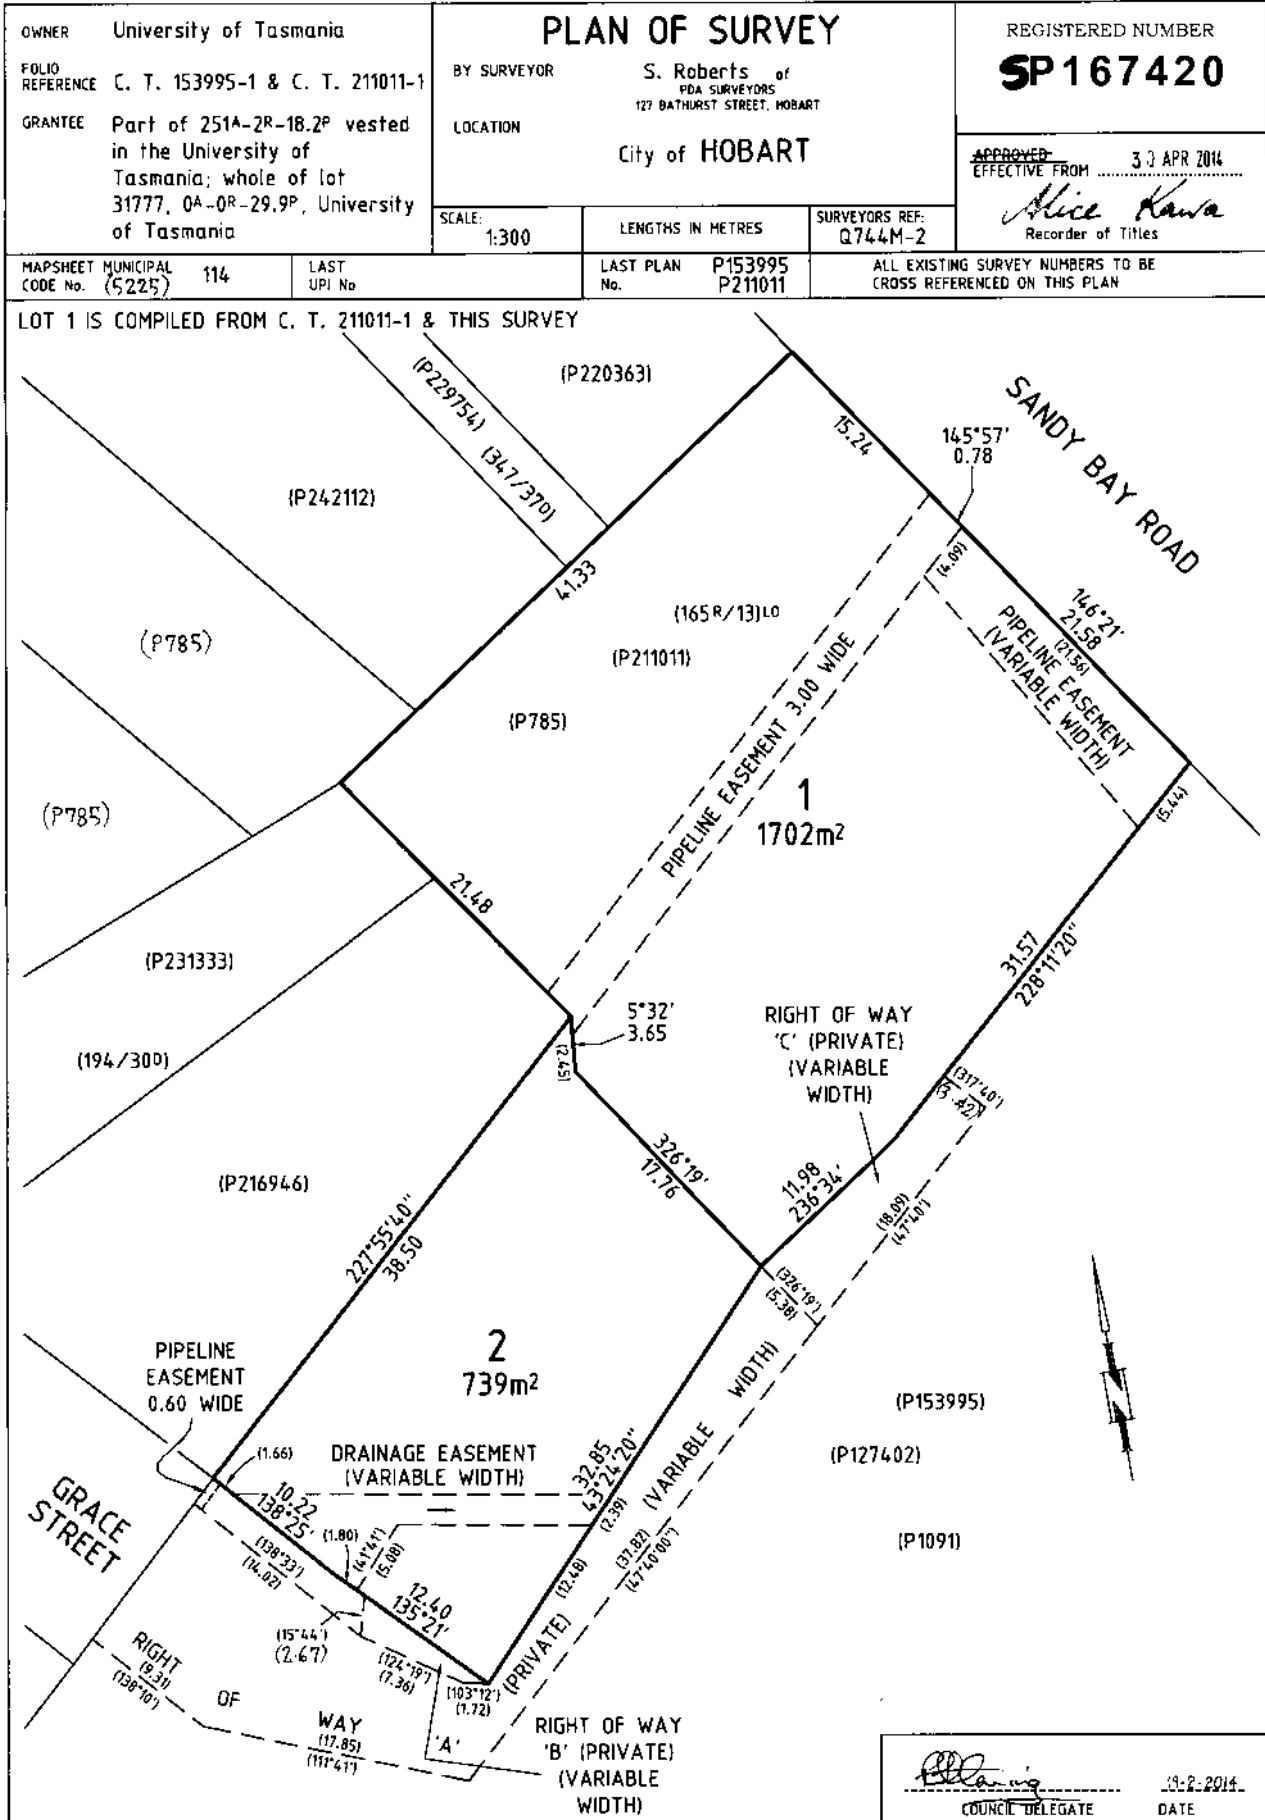 OWNER University of Tasmania
FOLIO REFERENCE C. T. 153995-1 & C. T. 211011-1
GRANTEE Part of 251A-2R-18.2P vested
in the University of
Tasmania; whole of lot
31777, 0A-0R-29.9P, University
of Tasmania
PLAN OF SURVEY
BY SURVEYOR S. Roberts of
PDA SURVEYORS
127 BATHURST STREET, HOBART
LOCATION
City of HOBART
SCALE: 1:300
LENGTHS IN METRES
SURVEYORS REF: Q744M-2
REGISTERED NUMBER
SP167420
APPROVED
EFFECTIVE FROM 30 APR 2014
Alice Kawa
Recorder of Titles
MAPSHEET MUNICIPAL CODE No. (5225) 114
LAST UPI No
LAST PLAN No. P153995 P211011
ALL EXISTING SURVEY NUMBERS TO BE
CROSS REFERENCED ON THIS PLAN
LOT 1 IS COMPILED FROM C. T. 211011-1 & THIS SURVEY
(P229754)
(347/37D)
(P220363)
SANDY BAY ROAD
15.24
145°57'
0.78
(P242112)
(4.09)
41.33
(165R/13)LO
146°21'
21.58
(21.56)
PIPELINE EASEMENT
(VARIABLE WIDTH)
(P785)
(P211011)
PIPELINE EASEMENT 3.00 WIDE
(P785)
1
1702m²
(5.44)
(P785)
21.48
(P231333)
31.57
228°11'20"
5°32'
3.65
(2.45)
RIGHT OF WAY
'C' (PRIVATE)
(VARIABLE
WIDTH)
(194/30D)
(317°40')
(3.42)
326°19'
17.76
11.98
236°34'
(P216946)
(18.09)
(47°40')
227°55'40"
38.50
(326°19')
(5.38)
PIPELINE
EASEMENT
0.60 WIDE
2
739m²
(P153995)
(P127402)
(P1091)
(1.66)
DRAINAGE EASEMENT
(VARIABLE WIDTH)
32.85
43°24'20"
(2.39)
GRACE
STREET
10.22
138°25'
(1.80)
(41°41')
(5.08)
(138°33')
(14.02)
(12.48)
(37.82)
(47°40'00")
(PRIVATE) (VARIABLE WIDTH)
12.40
135°21'
(15°44')
(2.67)
(124°19')
(7.36)
(103°12')
(1.72)
RIGHT OF WAY
(9.31)
(138°10')
(17.85)
(111°41')
'A'
RIGHT OF WAY
'B' (PRIVATE)
(VARIABLE
WIDTH)
COUNCIL DELEGATE
19-2-2014
DATE